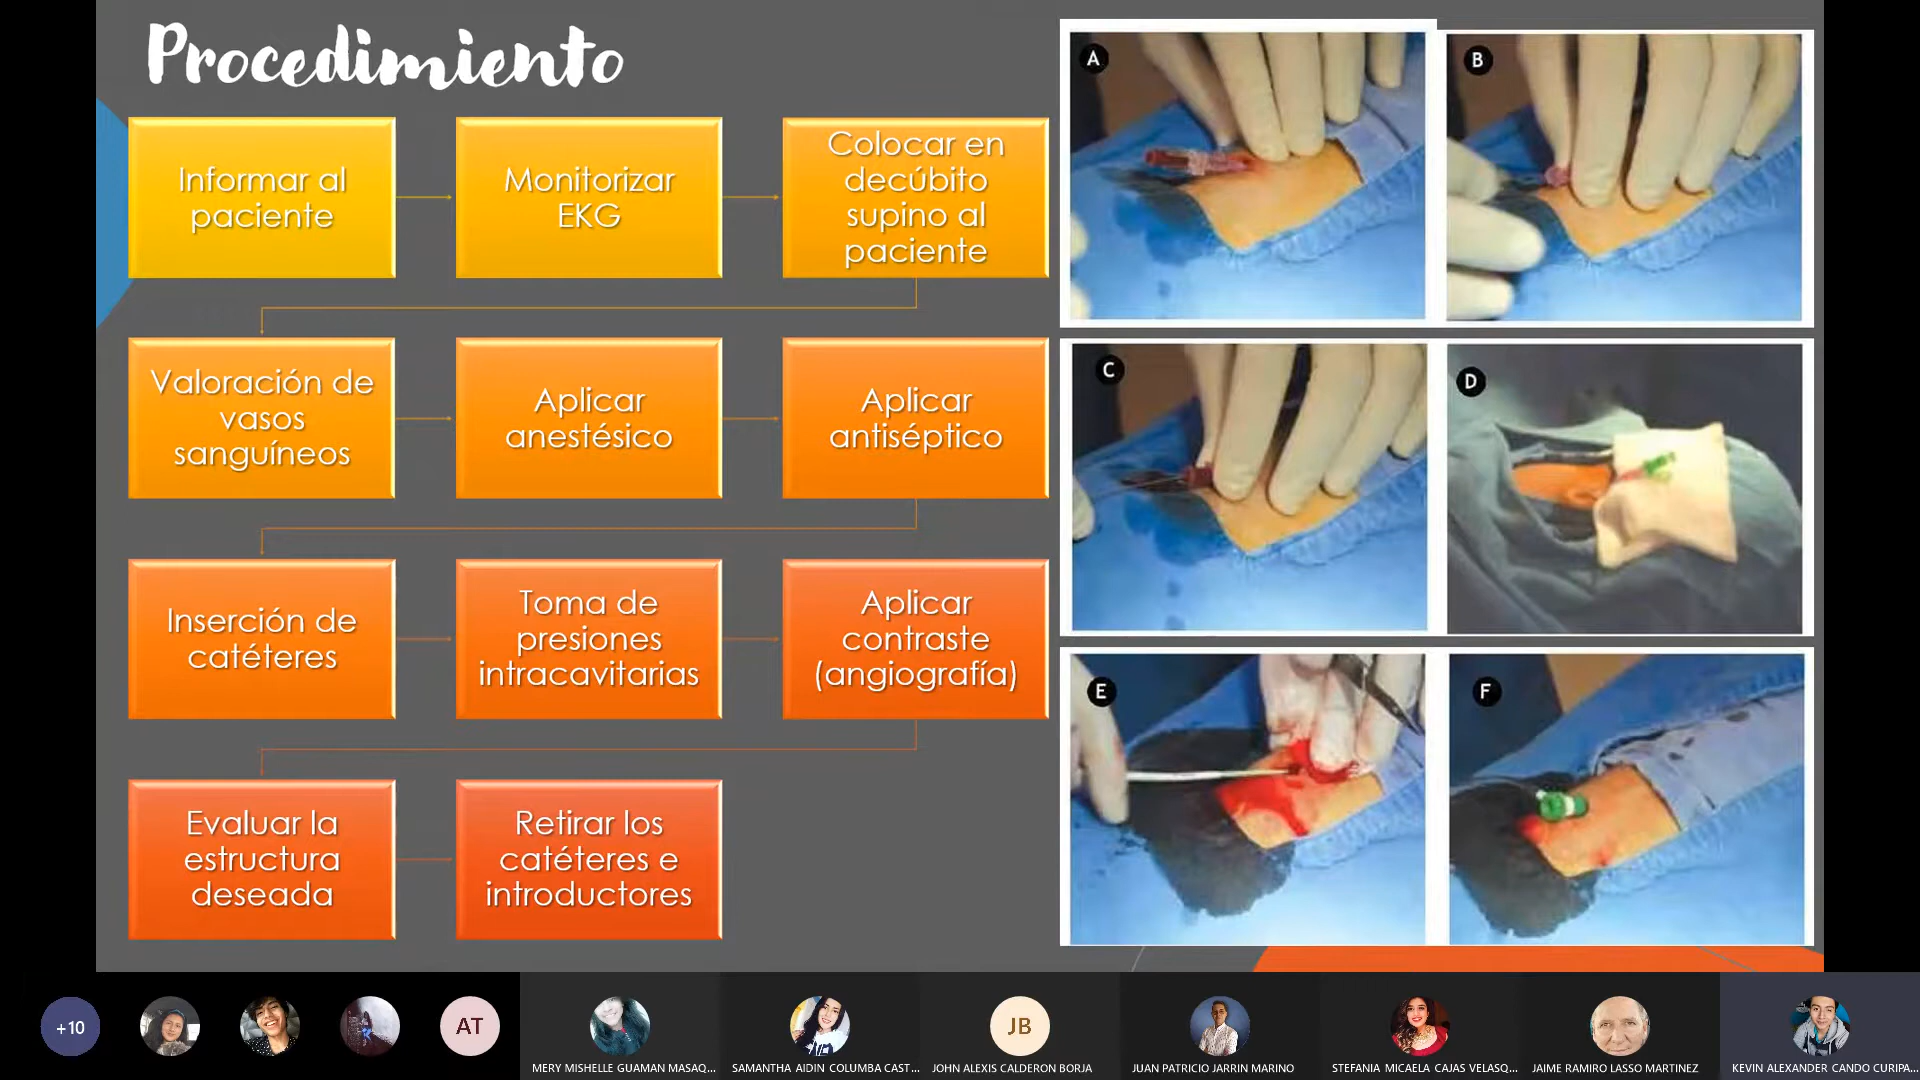 Procedimiento
Informar al
paciente
Monitorizar
EKG
Colocar en
decúbito
supino al
paciente
Valoración de
vasos
sanguíneos
Aplicar
anestésico
Aplicar
antiséptico
Inserción de
catéteres
Toma de
presiones
intracavitarias
Aplicar
contraste
(angiografía)
Evaluar la
estructura
deseada
Retirar los
catéteres e
introductores
A
B
C
D
E
F
+10
AT
JB
MERY MISHELLE GUAMAN MASAQ...
SAMANTHA AIDIN COLUMBA CAST...
JOHN ALEXIS CALDERON BORJA
JUAN PATRICIO JARRIN MARINO
STEFANIA MICAELA CAJAS VELASQ...
JAIME RAMIRO LASSO MARTINEZ
KEVIN ALEXANDER CANDO CURIPA...